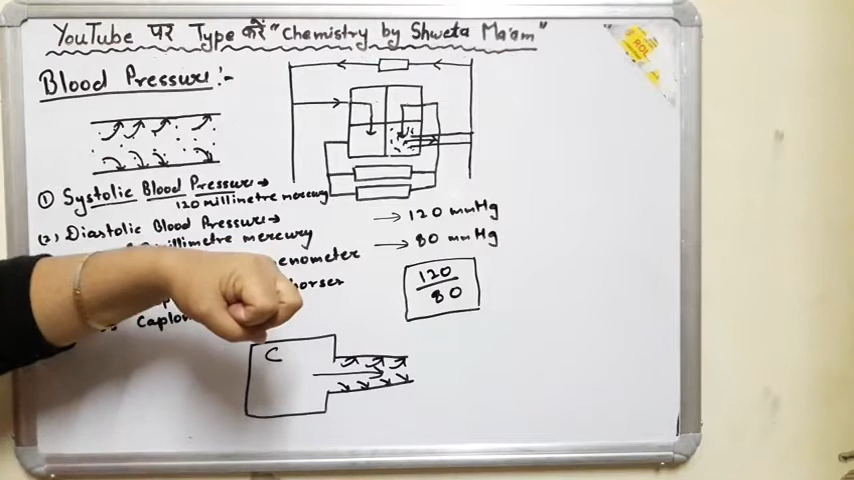 YouTube पर Type करें "Chemistry by Shweta Ma'am"
ROL
Blood Pressure:-
① Systolic Blood Pressure→
120 millimetre mercury
(2) Diastolic Blood Pressure→
millimetre mercury
→ 120 mmHg
→ 80 mmHg
120
80
C